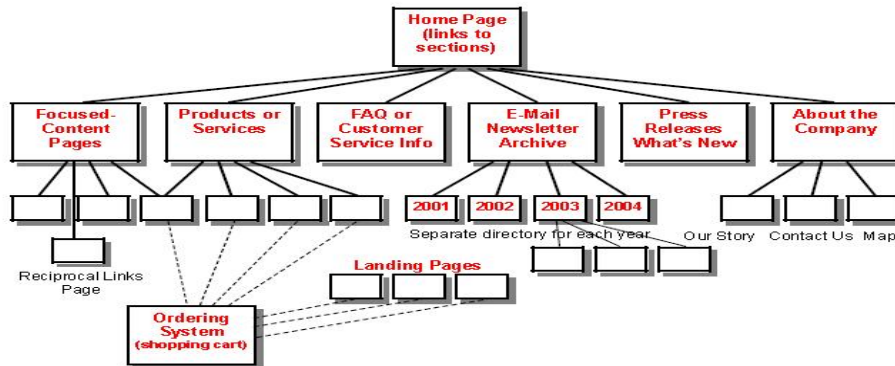 Home Page
(links to
sections)
Focused-
Content
Pages
Products or
Services
FAQ or
Customer
Service Info
E-Mail
Newsletter
Archive
Press
Releases
What's New
About the
Company
2001
2002
2003
2004
Separate directory for each year
Our Story
Contact Us
Map
Reciprocal Links
Page
Landing Pages
Ordering
System
(shopping cart)